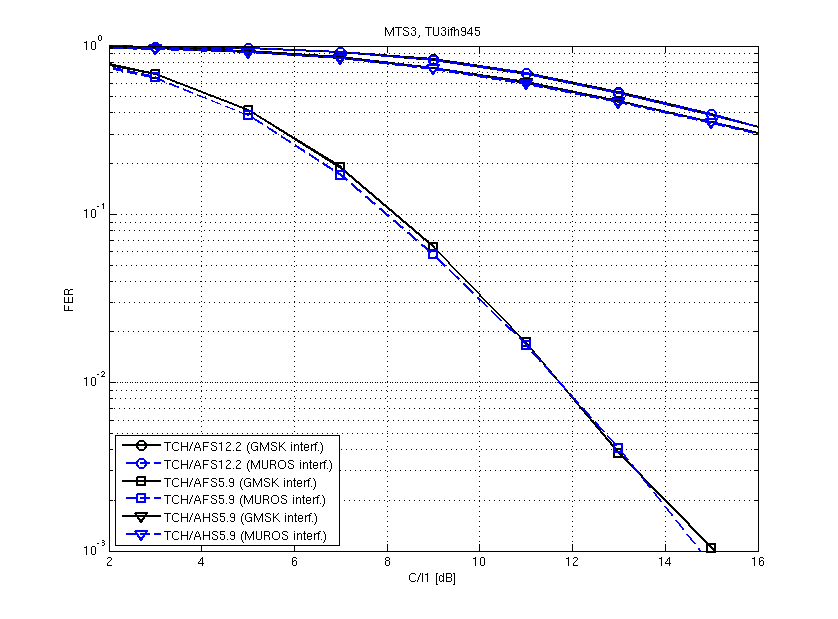 MTS3, TU3ifh945
10^0
10^-1
10^-2
10^-3
FER
TCH/AFS12.2 (GMSK interf.)
TCH/AFS12.2 (MUROS interf.)
TCH/AFS5.9 (GMSK interf.)
TCH/AFS5.9 (MUROS interf.)
TCH/AHS5.9 (GMSK interf.)
TCH/AHS5.9 (MUROS interf.)
2 4 6 8 10 12 14 16
C/I1 [dB]